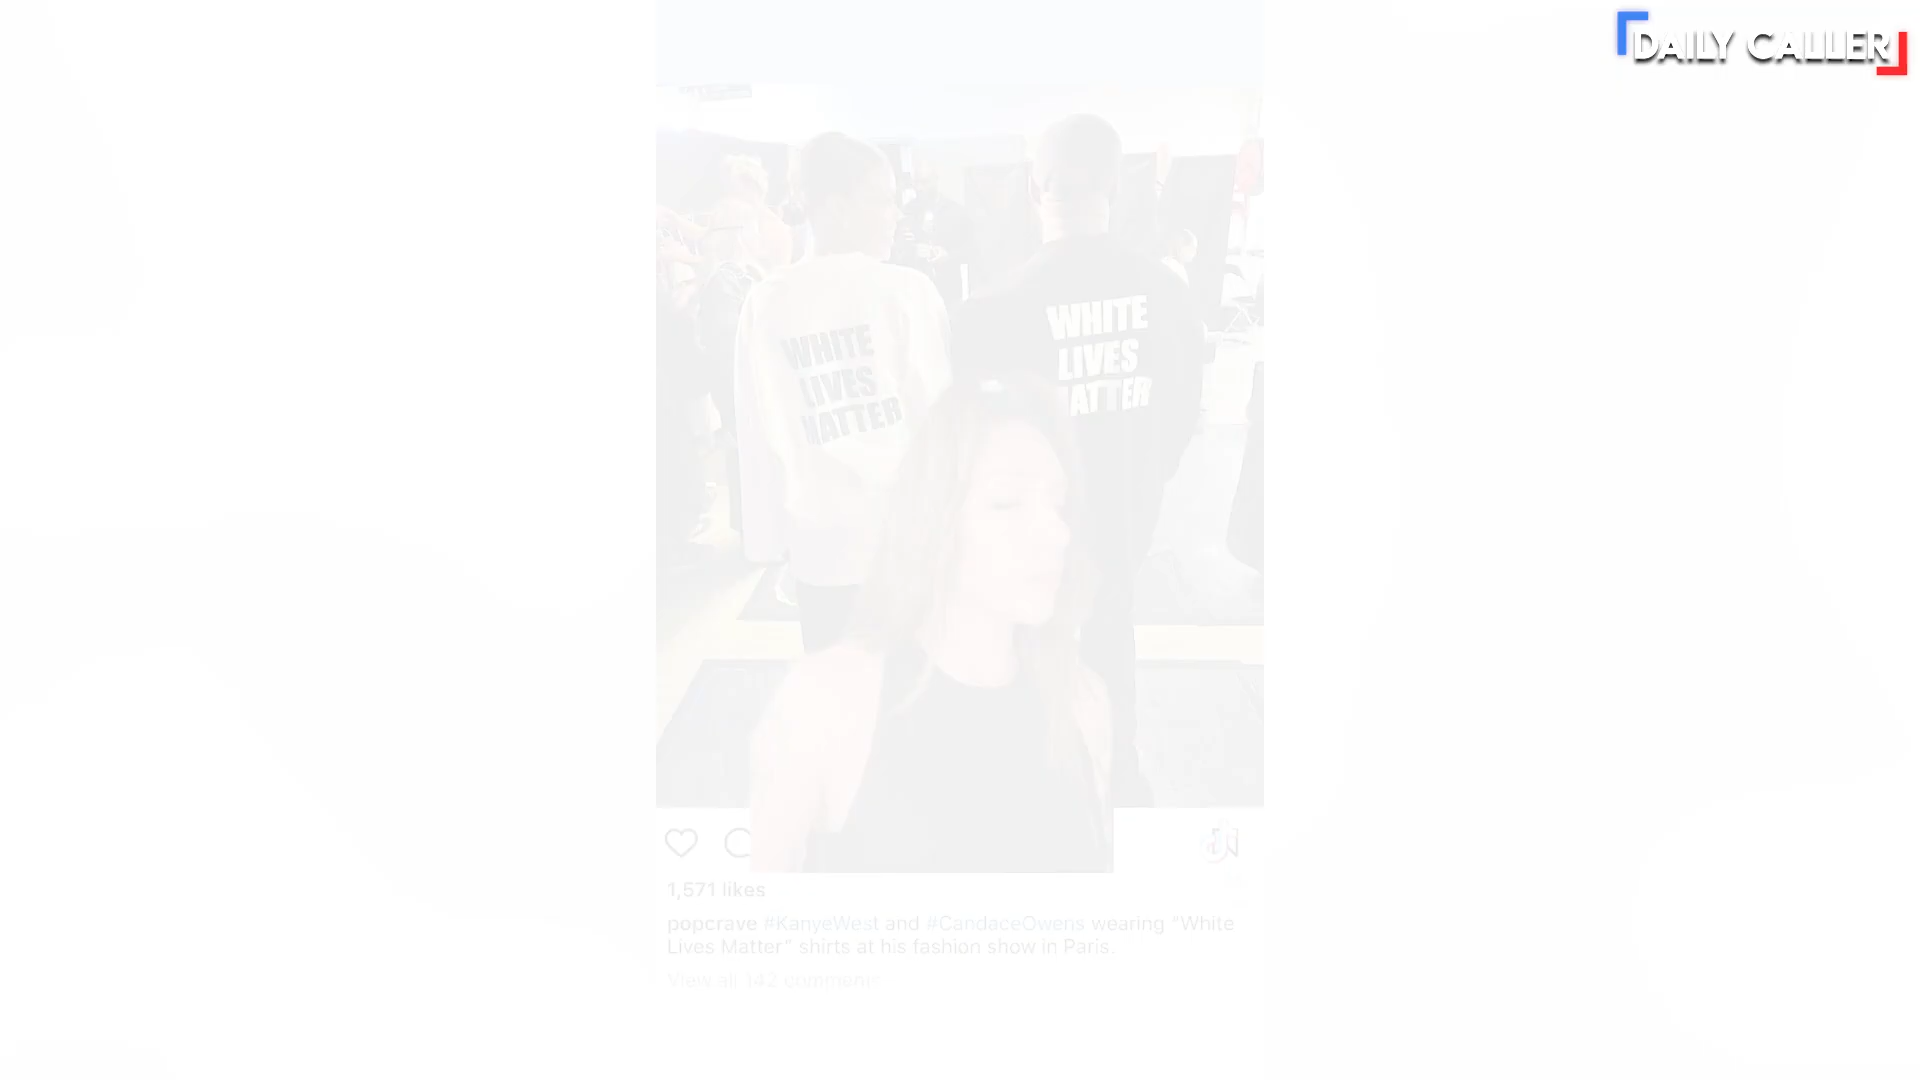 DAILY CALLER
WHITE
LIVES
MATTER
WHITE
LIVES
MATTER
1,571 likes
popcrave #KanyeWest and #CandaceOwens wearing "White
Lives Matter" shirts at his fashion show in Paris.
View all 142 comments